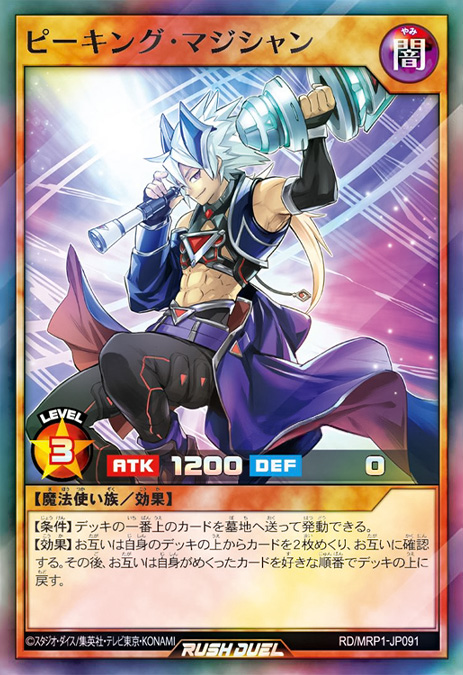 ピーキング・マジシャン
やみ
闇
LEVEL
3
ATK 1200 DEF 0
【魔法使い族／効果】
【条件】デッキの一番上のカードを墓地へ送って発動できる。
【効果】お互いは自身のデッキの上からカードを2枚めくり、お互いに確認
する。その後、お互いは自身がめくったカードを好きな順番でデッキの上に
戻す。
©スタジオ・ダイス/集英社・テレビ東京・KONAMI
RUSH DUEL
RD/MRP1-JP091